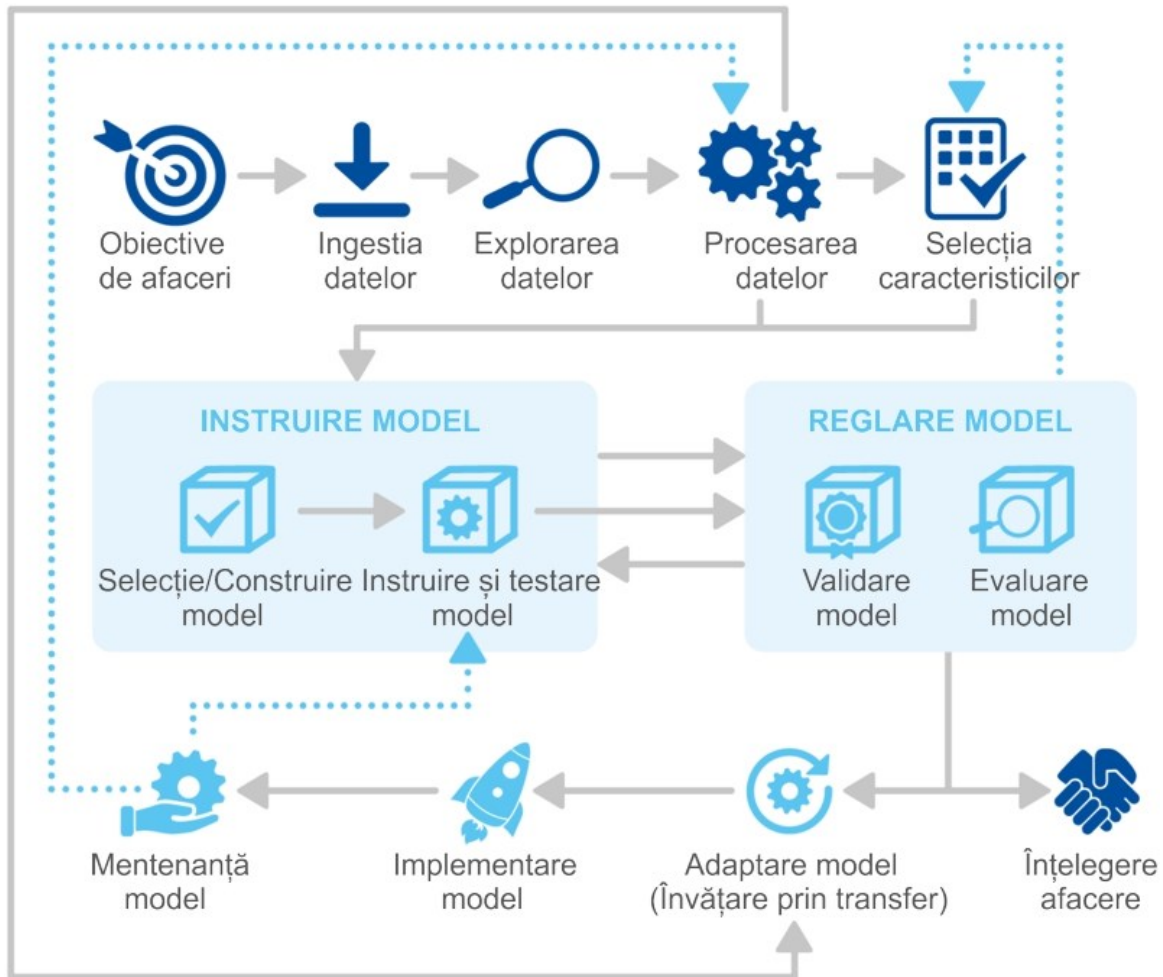 Obiective
de afaceri
Ingestia
datelor
Explorarea
datelor
Procesarea
datelor
Selecția
caracteristicilor
INSTRUIRE MODEL
Selecție/Construire
model
Instruire și testare
model
REGLARE MODEL
Validare
model
Evaluare
model
Mentenanță
model
Implementare
model
Adaptare model
(Învățare prin transfer)
Înțelegere
afacere